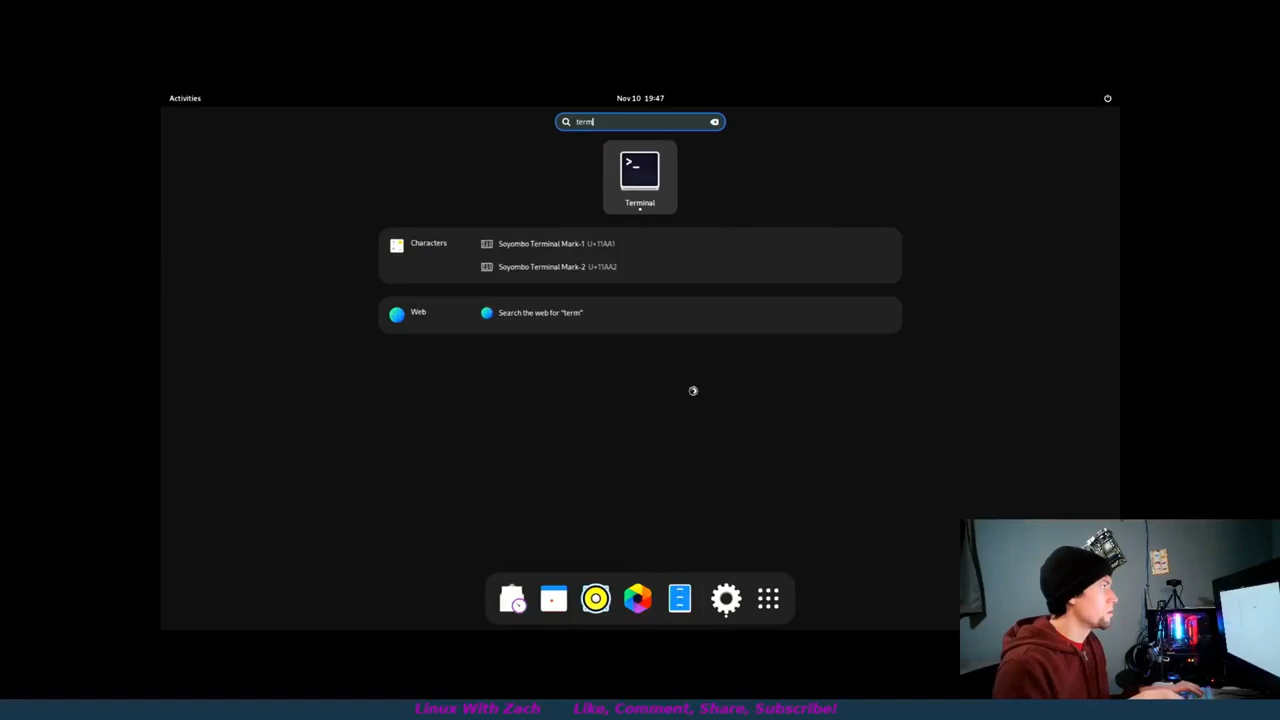 Activities
Nov 10 19:47
term
Terminal
Characters
Soyombo Terminal Mark-1 U+11AA1
Soyombo Terminal Mark-2 U+11AA2
Web
Search the web for “term”
Linux With Zach Like, Comment, Share, Subscribe!